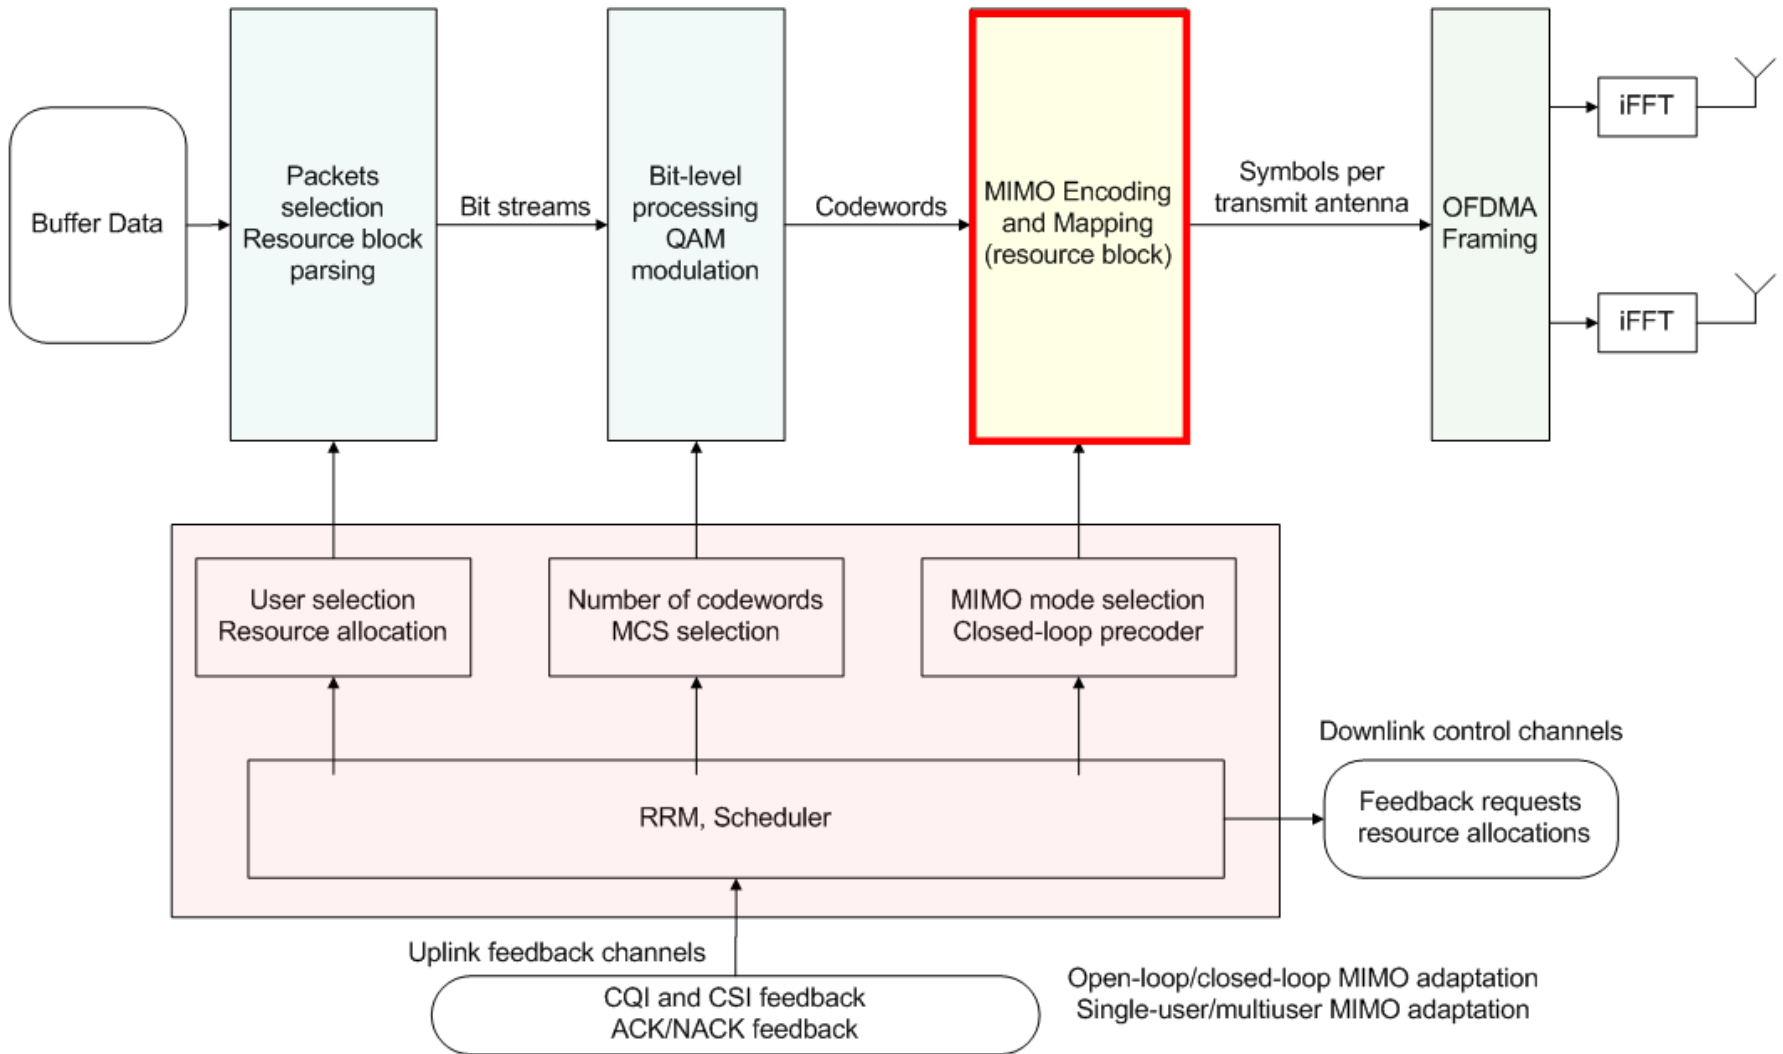 Buffer Data
Packets
selection
Resource block
parsing
Bit streams
Bit-level
processing
QAM
modulation
Codewords
MIMO Encoding
and Mapping
(resource block)
Symbols per
transmit antenna
OFDMA
Framing
iFFT
iFFT
User selection
Resource allocation
Number of codewords
MCS selection
MIMO mode selection
Closed-loop precoder
RRM, Scheduler
Downlink control channels
Feedback requests
resource allocations
Uplink feedback channels
CQI and CSI feedback
ACK/NACK feedback
Open-loop/closed-loop MIMO adaptation
Single-user/multiuser MIMO adaptation